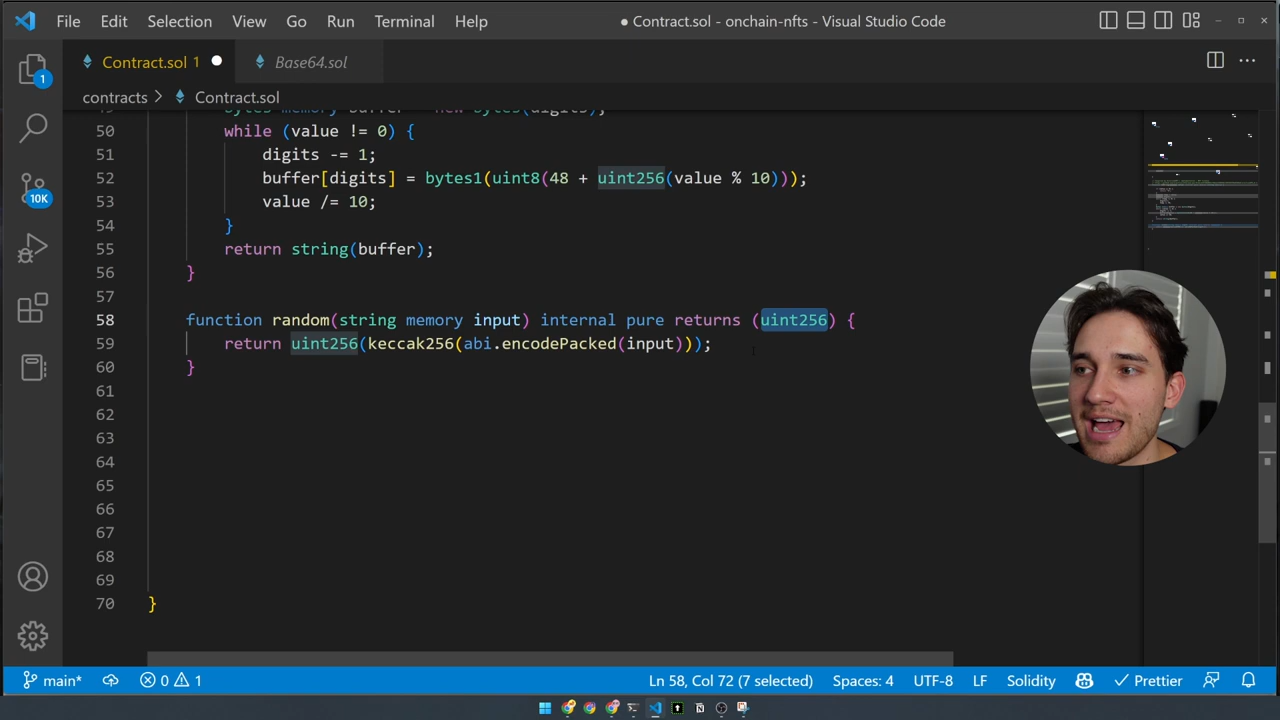 File Edit Selection View Go Run Terminal Help
● Contract.sol - onchain-nfts - Visual Studio Code
1
Contract.sol 1
Base64.sol
contracts > Contract.sol
50 while (value != 0) {
51 digits -= 1;
52 buffer[digits] = bytes1(uint8(48 + uint256(value % 10)));
53 value /= 10;
54 }
55 return string(buffer);
56 }
57
58 function random(string memory input) internal pure returns (uint256) {
59 return uint256(keccak256(abi.encodePacked(input)));
60 }
61
62
63
64
65
66
67
68
69
70 }
10K
main* 0 1 Ln 58, Col 72 (7 selected) Spaces: 4 UTF-8 LF Solidity Prettier